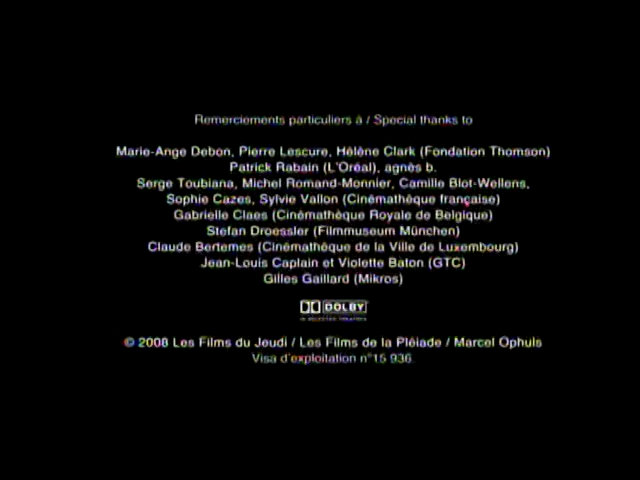 Remerciements particuliers à / Special thanks to
Marie-Ange Debon, Pierre Lescure, Hélène Clark (Fondation Thomson)
Patrick Rabain (L'Oréal), agnès b.
Serge Toubiana, Michel Romand-Monnier, Camille Blot-Wellens,
Sophie Cazes, Sylvie Vallon (Cinémathèque française)
Gabrielle Claes (Cinémathèque Royale de Belgique)
Stefan Droessler (Filmmuseum München)
Claude Bertemes (Cinémathèque de la Ville de Luxembourg)
Jean-Louis Caplain et Violette Baton (GTC)
Gilles Gaillard (Mikros)
DOLBY
IN SELECTED THEATRES
© 2008 Les Films du Jeudi / Les Films de la Pléiade / Marcel Ophuls
Visa d'exploitation n°15 936.